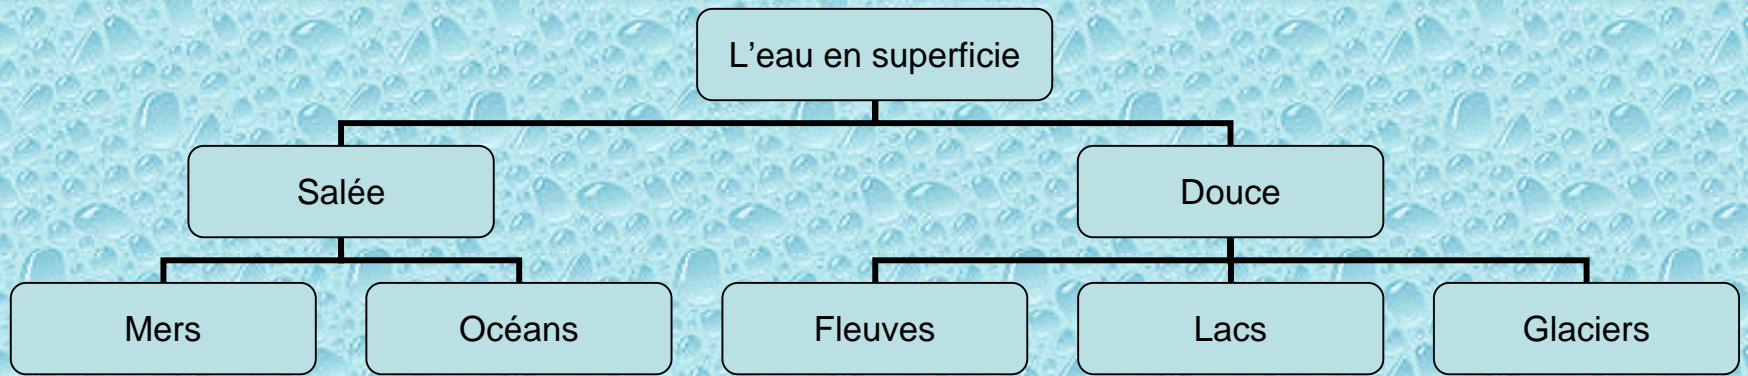 L’eau en superficie
Salée
Douce
Mers
Océans
Fleuves
Lacs
Glaciers